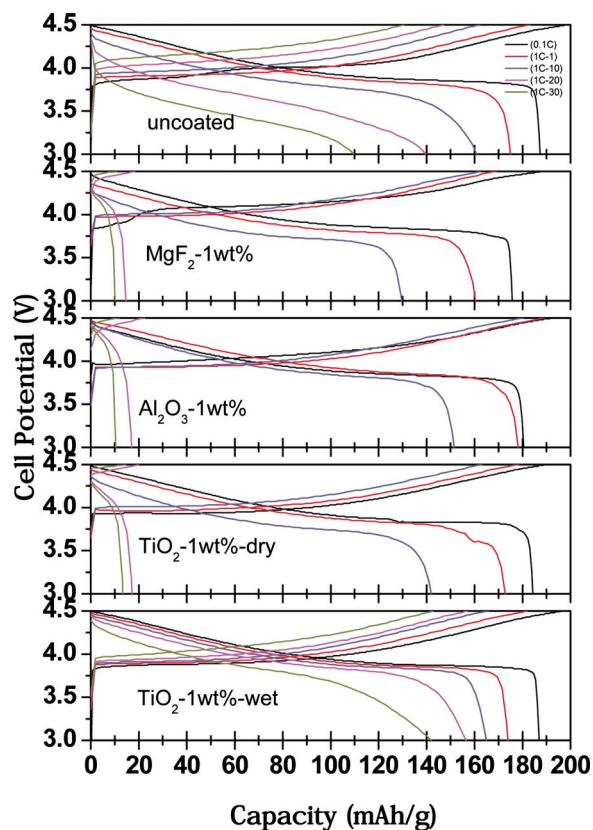 4.5
4.0
3.5
3.0
(0.1C)
(1C-1)
(1C-10)
(1C-20)
(1C-30)
uncoated
4.5
4.0
3.5
3.0
MgF₂-1wt%
4.5
4.0
3.5
3.0
Al₂O₃-1wt%
4.5
4.0
3.5
3.0
TiO₂-1wt%-dry
4.5
4.0
3.5
3.0
TiO₂-1wt%-wet
Cell Potential (V)
0 20 40 60 80 100 120 140 160 180 200
Capacity (mAh/g)